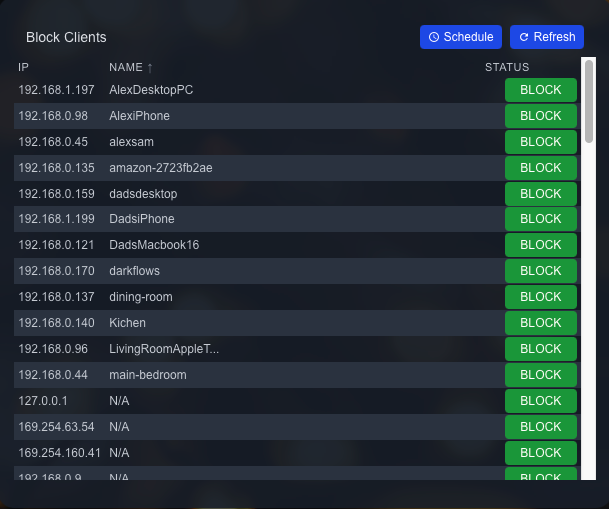 Block Clients Schedule Refresh
IP NAME ↑ STATUS
192.168.1.197 AlexDesktopPC BLOCK
192.168.0.98 AlexiPhone BLOCK
192.168.0.45 alexsam BLOCK
192.168.0.135 amazon-2723fb2ae BLOCK
192.168.0.159 dadsdesktop BLOCK
192.168.1.199 DadsiPhone BLOCK
192.168.0.121 DadsMacbook16 BLOCK
192.168.0.170 darkflows BLOCK
192.168.0.137 dining-room BLOCK
192.168.0.140 Kichen BLOCK
192.168.0.96 LivingRoomAppleT... BLOCK
192.168.0.44 main-bedroom BLOCK
127.0.0.1 N/A BLOCK
169.254.63.54 N/A BLOCK
169.254.160.41 N/A BLOCK
192.168.0.9 N/A BLOCK